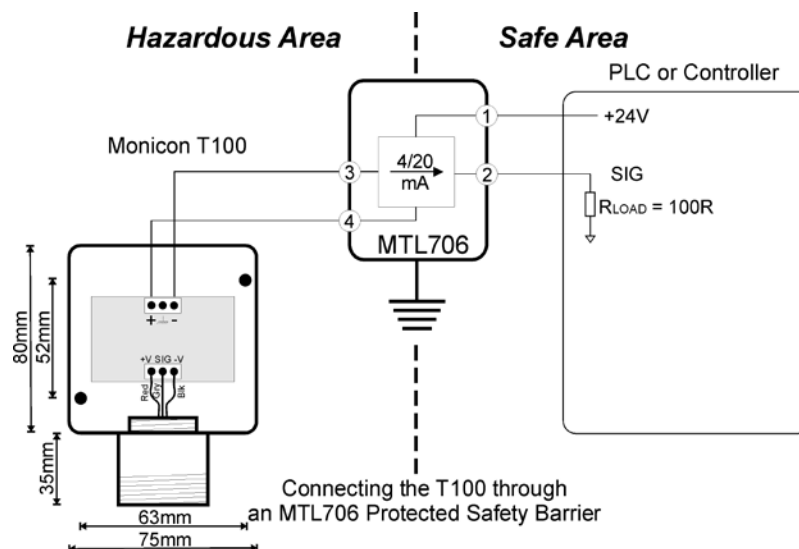 Hazardous Area
Safe Area
PLC or Controller
Monicon T100
1
+24V
4/20
mA
3
2
SIG
RLOAD = 100R
4
MTL706
+ ⏚ -
+V SIG -V
Red
Gry
Blk
80mm
52mm
35mm
63mm
75mm
Connecting the T100 through
an MTL706 Protected Safety Barrier